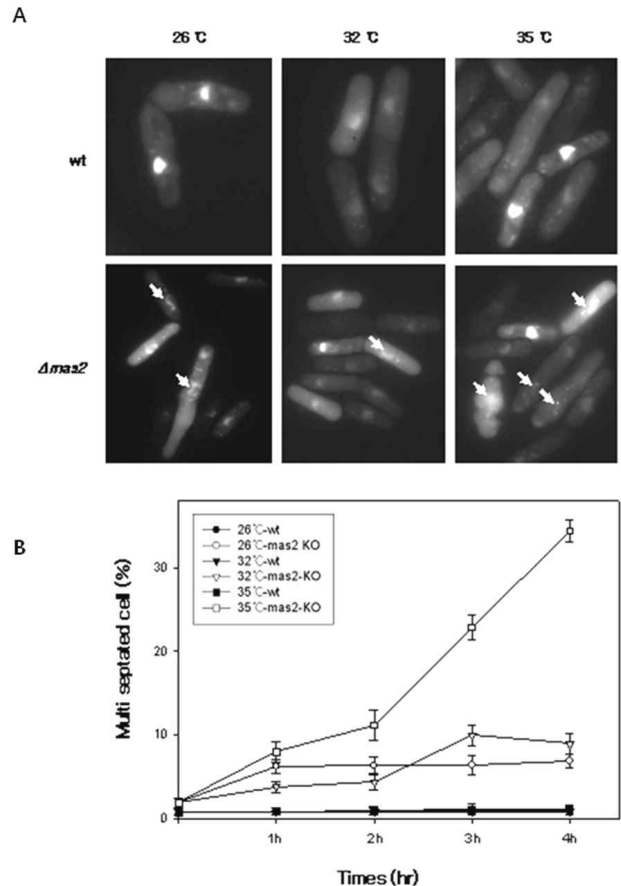 A
26 ℃ 32 ℃ 35 ℃
wt
Δmas2
B
Multi septated cell (%)
26℃-wt
26℃-mas2 KO
32℃-wt
32℃-mas2-KO
35℃-wt
35℃-mas2-KO
30
20
10
0
1h 2h 3h 4h
Times (hr)